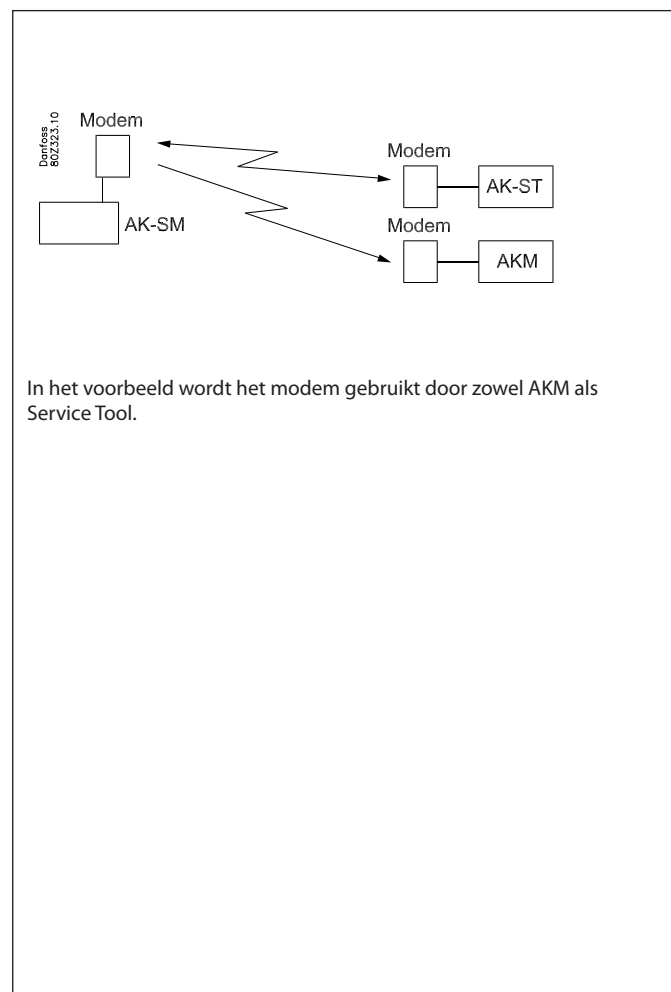 Danfoss
80Z323.10
Modem
AK-SM
Modem
AK-ST
Modem
AKM
In het voorbeeld wordt het modem gebruikt door zowel AKM als
Service Tool.